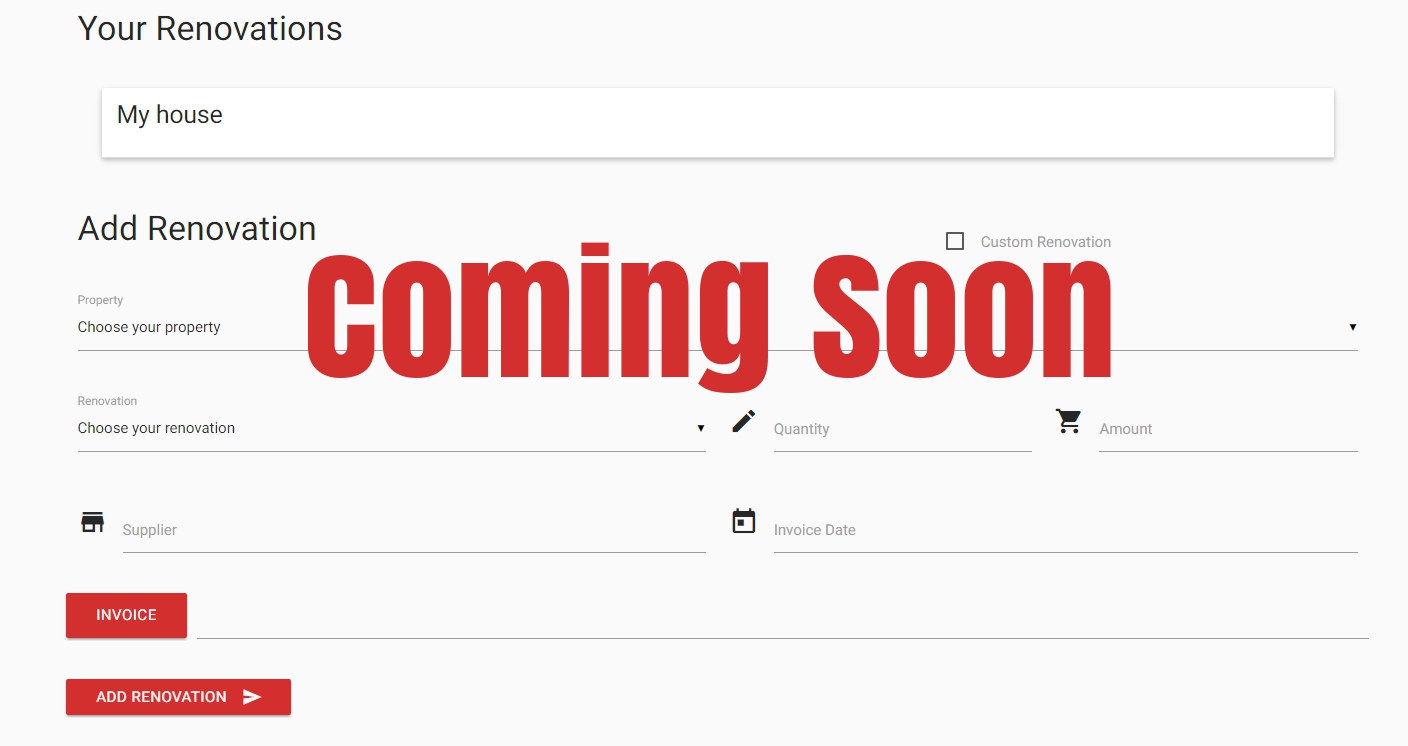 Your Renovations
My house
Add Renovation
Custom Renovation
Coming Soon
Property
Choose your property
Renovation
Choose your renovation
Quantity
Amount
Supplier
Invoice Date
INVOICE
ADD RENOVATION